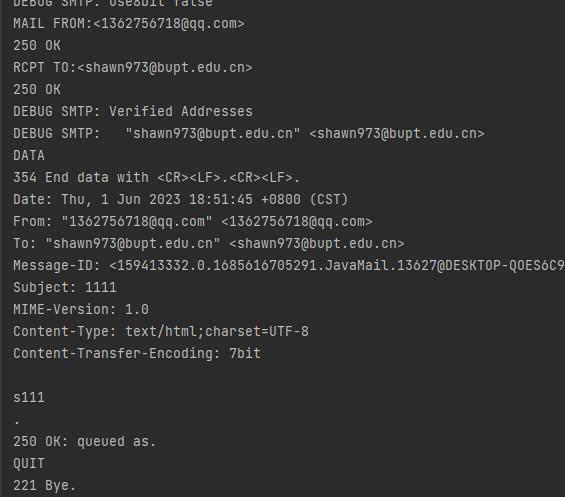 DEBUG SMTP: use8bit false
MAIL FROM:<1362756718@qq.com>
250 OK
RCPT TO:<shawn973@bupt.edu.cn>
250 OK
DEBUG SMTP: Verified Addresses
DEBUG SMTP:   "shawn973@bupt.edu.cn" <shawn973@bupt.edu.cn>
DATA
354 End data with <CR><LF>.<CR><LF>.
Date: Thu, 1 Jun 2023 18:51:45 +0800 (CST)
From: "1362756718@qq.com" <1362756718@qq.com>
To: "shawn973@bupt.edu.cn" <shawn973@bupt.edu.cn>
Message-ID: <159413332.0.1685616705291.JavaMail.13627@DESKTOP-QOES6C9
Subject: 1111
MIME-Version: 1.0
Content-Type: text/html;charset=UTF-8
Content-Transfer-Encoding: 7bit

s111
.
250 OK: queued as.
QUIT
221 Bye.